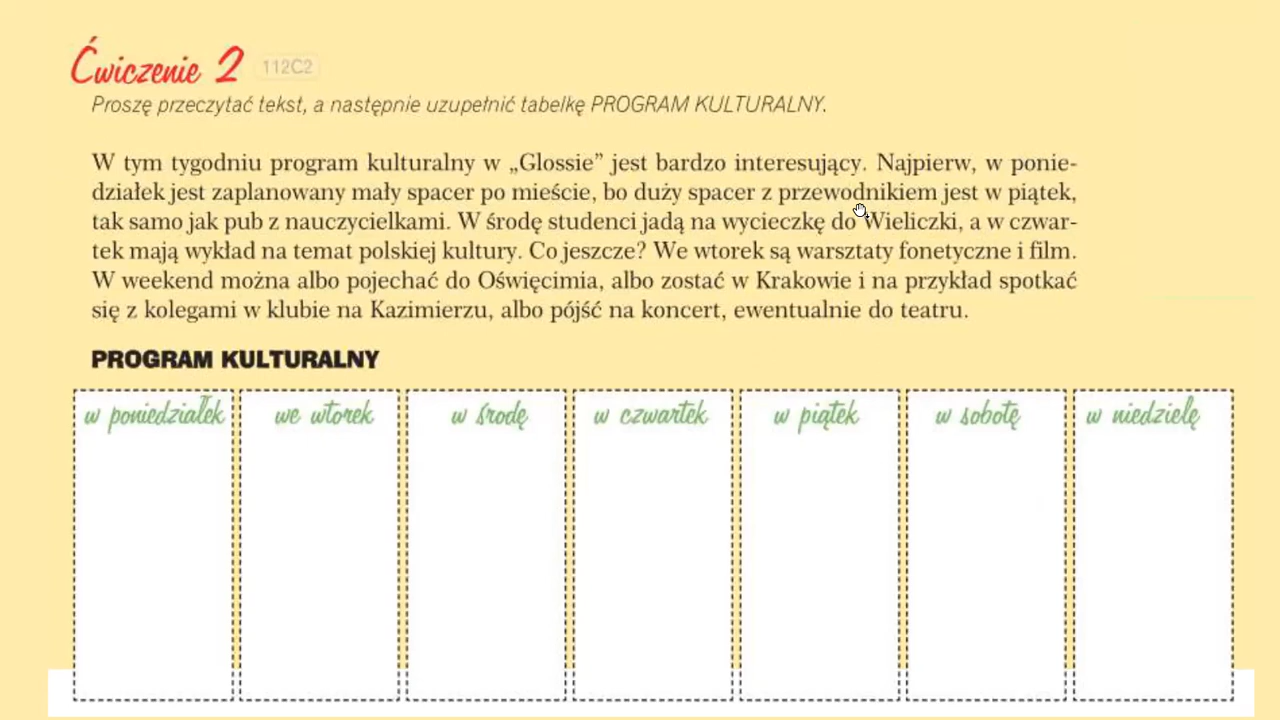 Ćwiczenie 2 112C2
Proszę przeczytać tekst, a następnie uzupełnić tabelkę PROGRAM KULTURALNY.
W tym tygodniu program kulturalny w „Glossie” jest bardzo interesujący. Najpierw, w ponie-
działek jest zaplanowany mały spacer po mieście, bo duży spacer z przewodnikiem jest w piątek,
tak samo jak pub z nauczycielkami. W środę studenci jadą na wycieczkę do Wieliczki, a w czwar-
tek mają wykład na temat polskiej kultury. Co jeszcze? We wtorek są warsztaty fonetyczne i film.
W weekend można albo pojechać do Oświęcimia, albo zostać w Krakowie i na przykład spotkać
się z kolegami w klubie na Kazimierzu, albo pójść na koncert, ewentualnie do teatru.
PROGRAM KULTURALNY
w poniedziałek we wtorek w środę w czwartek w piątek w sobotę w niedzielę